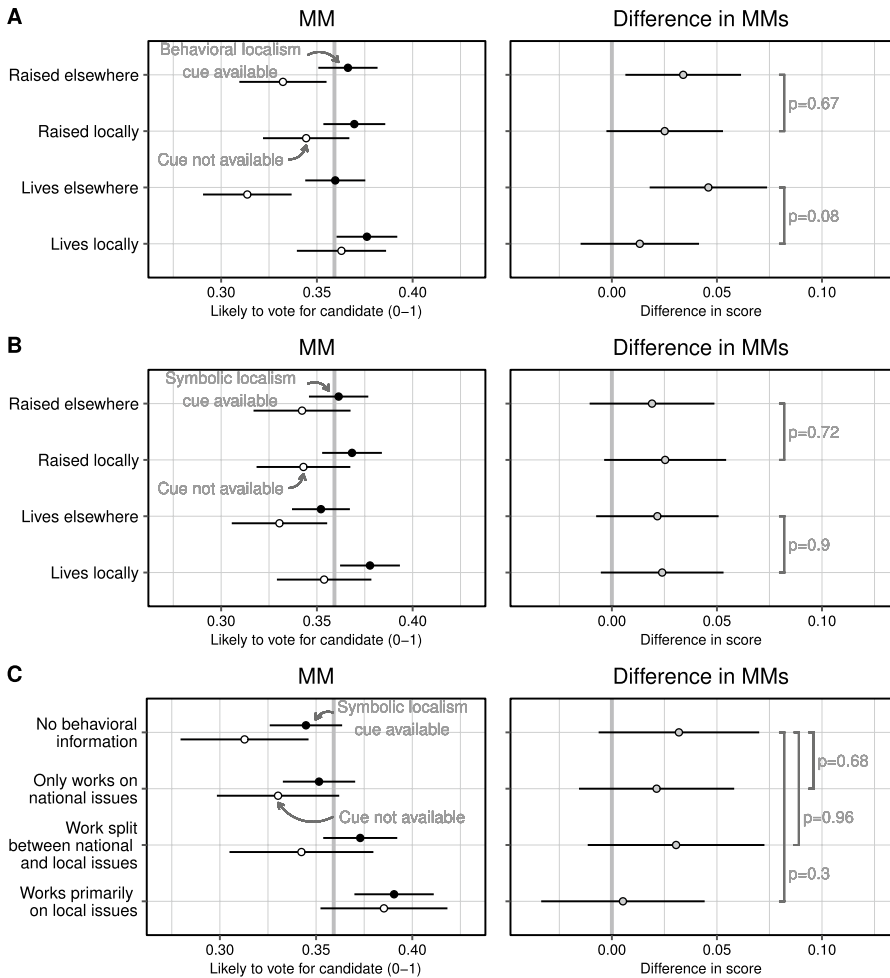 A
MM
Difference in MMs
Behavioral localism
cue available
Raised elsewhere
Raised locally
Cue not available
Lives elsewhere
Lives locally
p=0.67
p=0.08
0.30
0.35
0.40
Likely to vote for candidate (0−1)
0.00
0.05
0.10
Difference in score
B
MM
Difference in MMs
Symbolic localism
cue available
Raised elsewhere
Raised locally
Cue not available
Lives elsewhere
Lives locally
p=0.72
p=0.9
0.30
0.35
0.40
Likely to vote for candidate (0−1)
0.00
0.05
0.10
Difference in score
C
MM
Difference in MMs
Symbolic localism
cue available
No behavioral
information
Only works on
national issues
Cue not available
Work split
between national
and local issues
Works primarily
on local issues
p=0.68
p=0.96
p=0.3
0.30
0.35
0.40
Likely to vote for candidate (0−1)
0.00
0.05
0.10
Difference in score